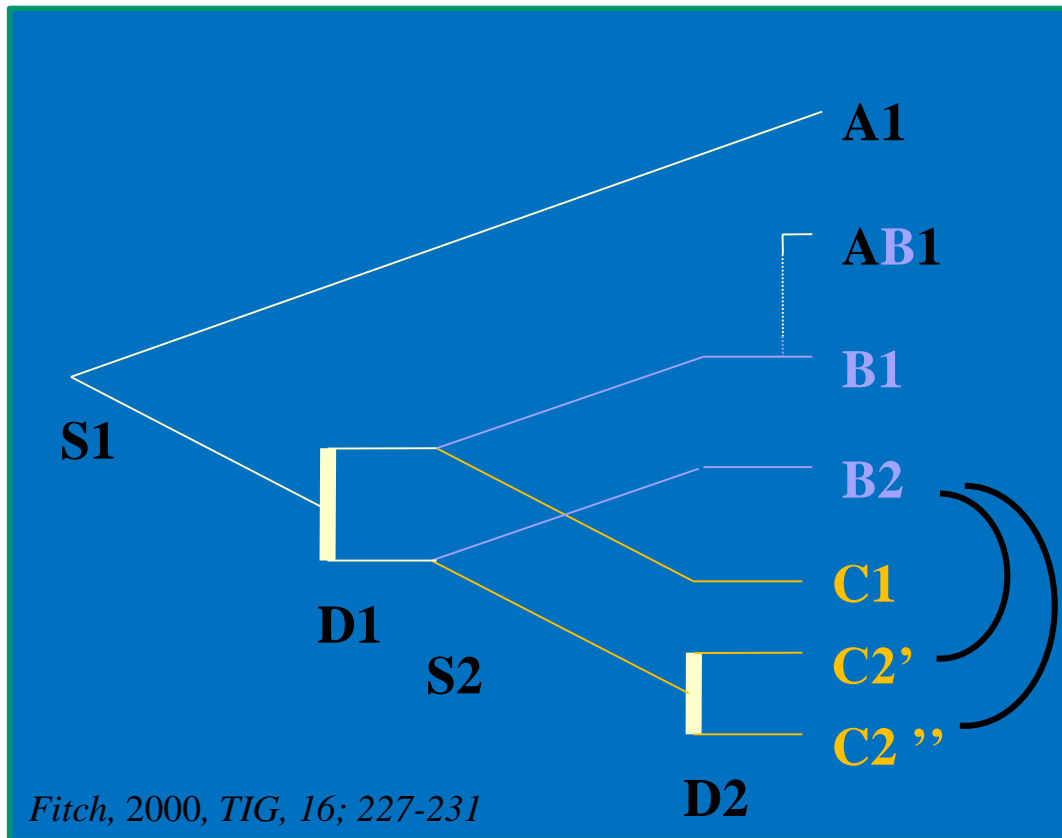 A1
AB1
S1
B1
B2
D1
C1
S2
C2’
C2 ’’
D2
Fitch, 2000, TIG, 16; 227-231